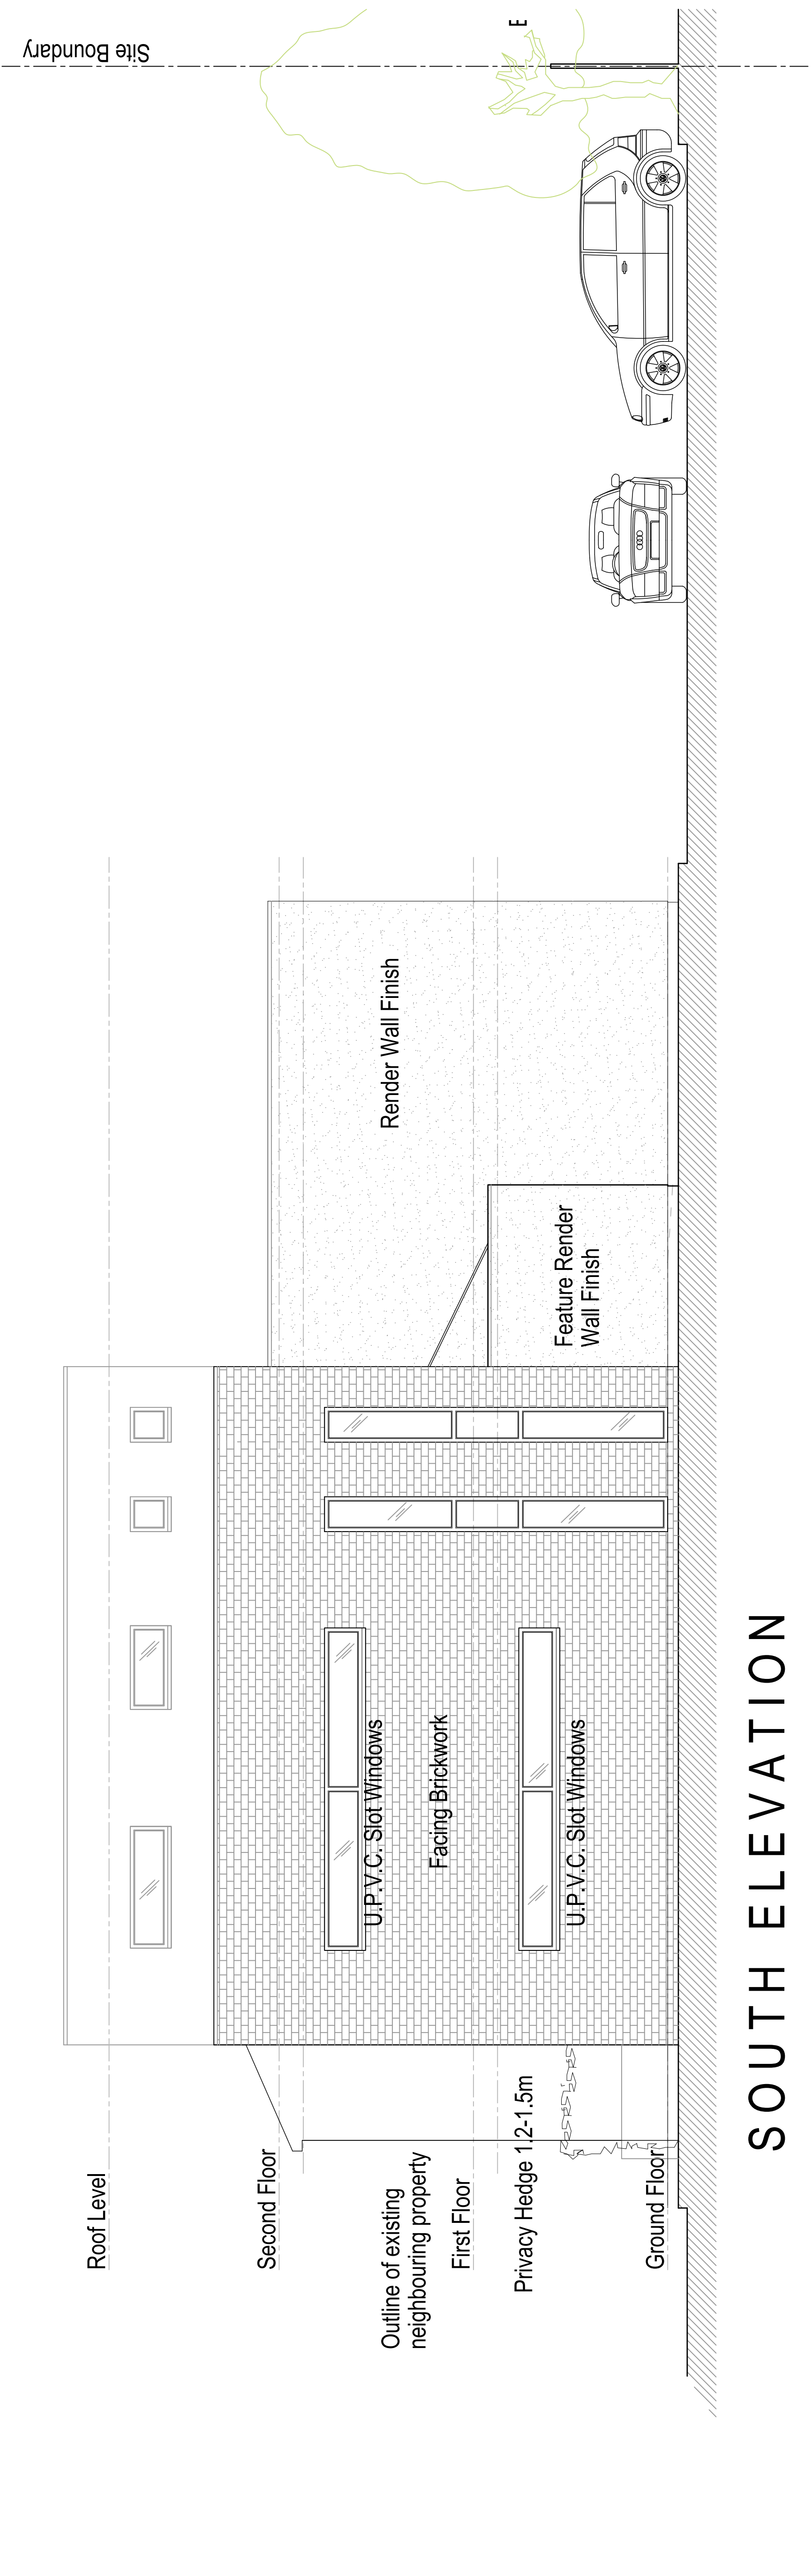 Roof Level
Second Floor
Outline of existing
neighbouring property
First Floor
Privacy Hedge 1.2-1.5m
Ground Floor
U.P.V.C. Slot Windows
Facing Brickwork
U.P.V.C. Slot Windows
Render Wall Finish
Feature Render
Wall Finish
Site Boundary
E
SOUTH ELEVATION